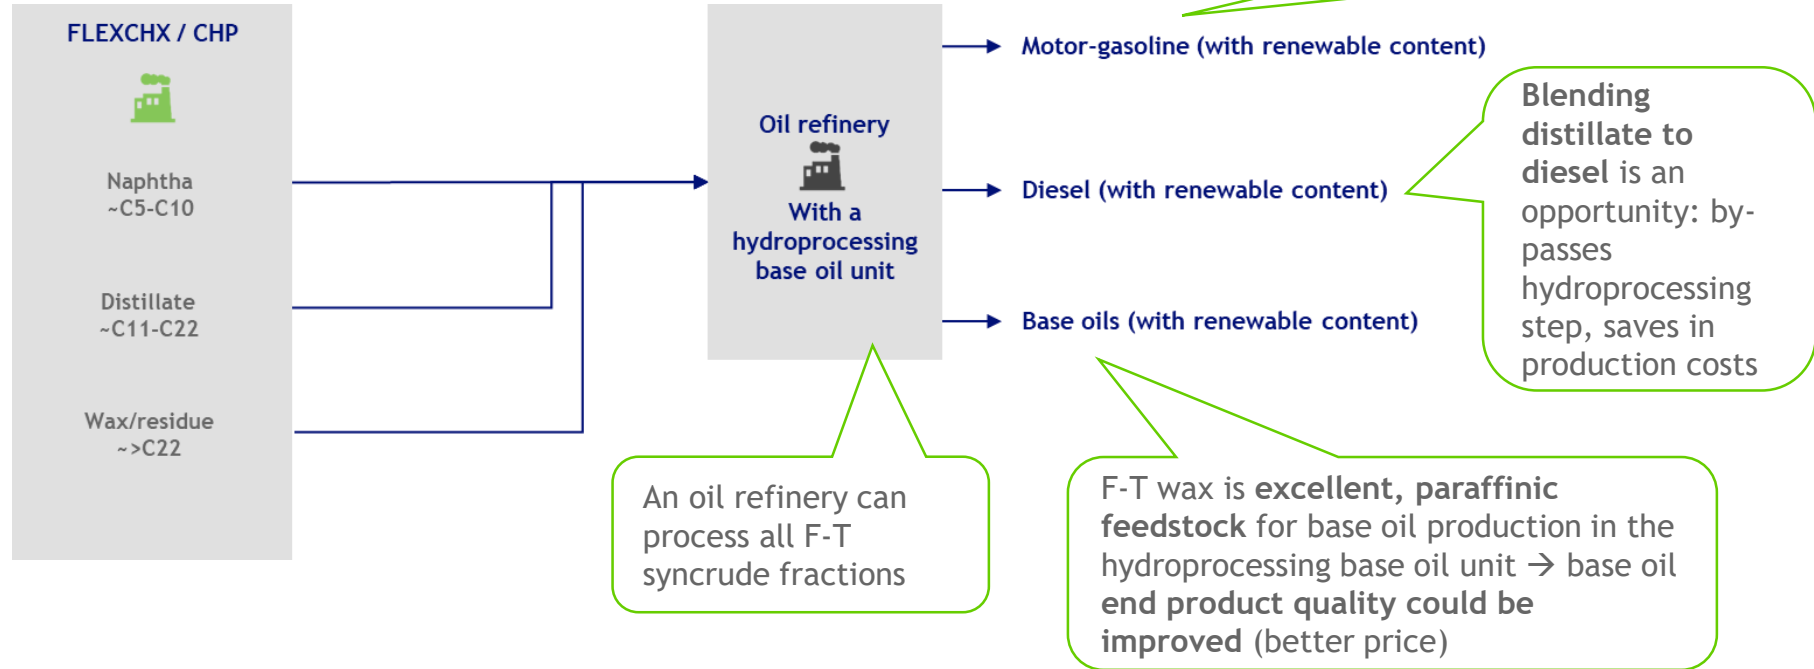 FLEXCHX / CHP
Naphtha
~C5-C10
Distillate
~C11-C22
Wax/residue
~>C22
Oil refinery
With a
hydroprocessing
base oil unit
Motor-gasoline (with renewable content)
Diesel (with renewable content)
Base oils (with renewable content)
Blending
distillate to
diesel is an
opportunity: by-
passes
hydroprocessing
step, saves in
production costs
An oil refinery can
process all F-T
syncrude fractions
F-T wax is excellent, paraffinic
feedstock for base oil production in the
hydroprocessing base oil unit → base oil
end product quality could be
improved (better price)